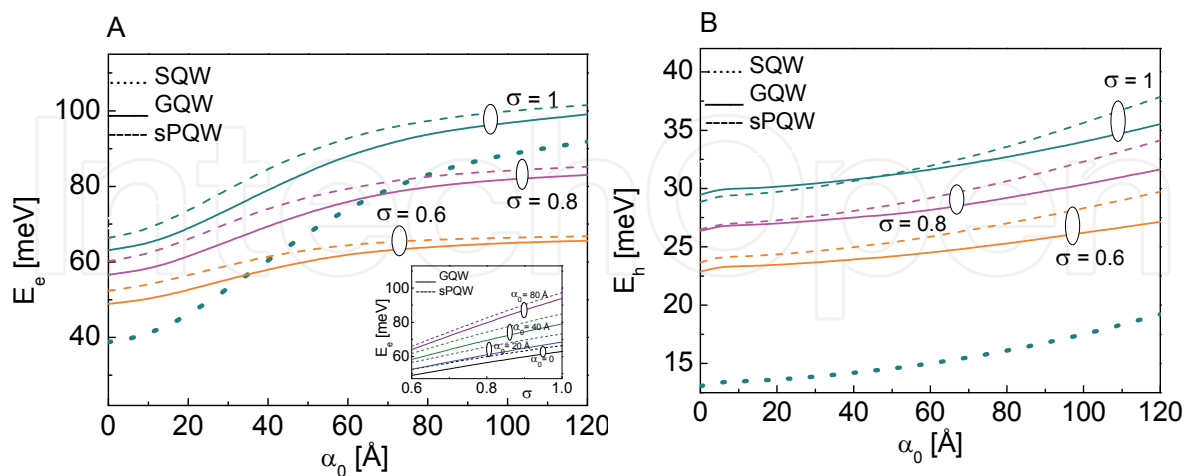 A
SQW
GQW
sPQW
σ = 1
σ = 0.8
σ = 0.6
100
80
60
40
E_e [meV]
0 20 40 60 80 100 120
α_0 [Å]
GQW
sPQW
α_0 = 80 Å
α_0 = 40 Å
α_0 = 20 Å
α_0 = 0
100
80
60
E_e [meV]
0.6 0.8 1.0
σ
B
SQW
GQW
sPQW
σ = 1
σ = 0.8
σ = 0.6
40
35
30
25
20
15
E_h [meV]
0 20 40 60 80 100 120
α_0 [Å]
IntechOpen